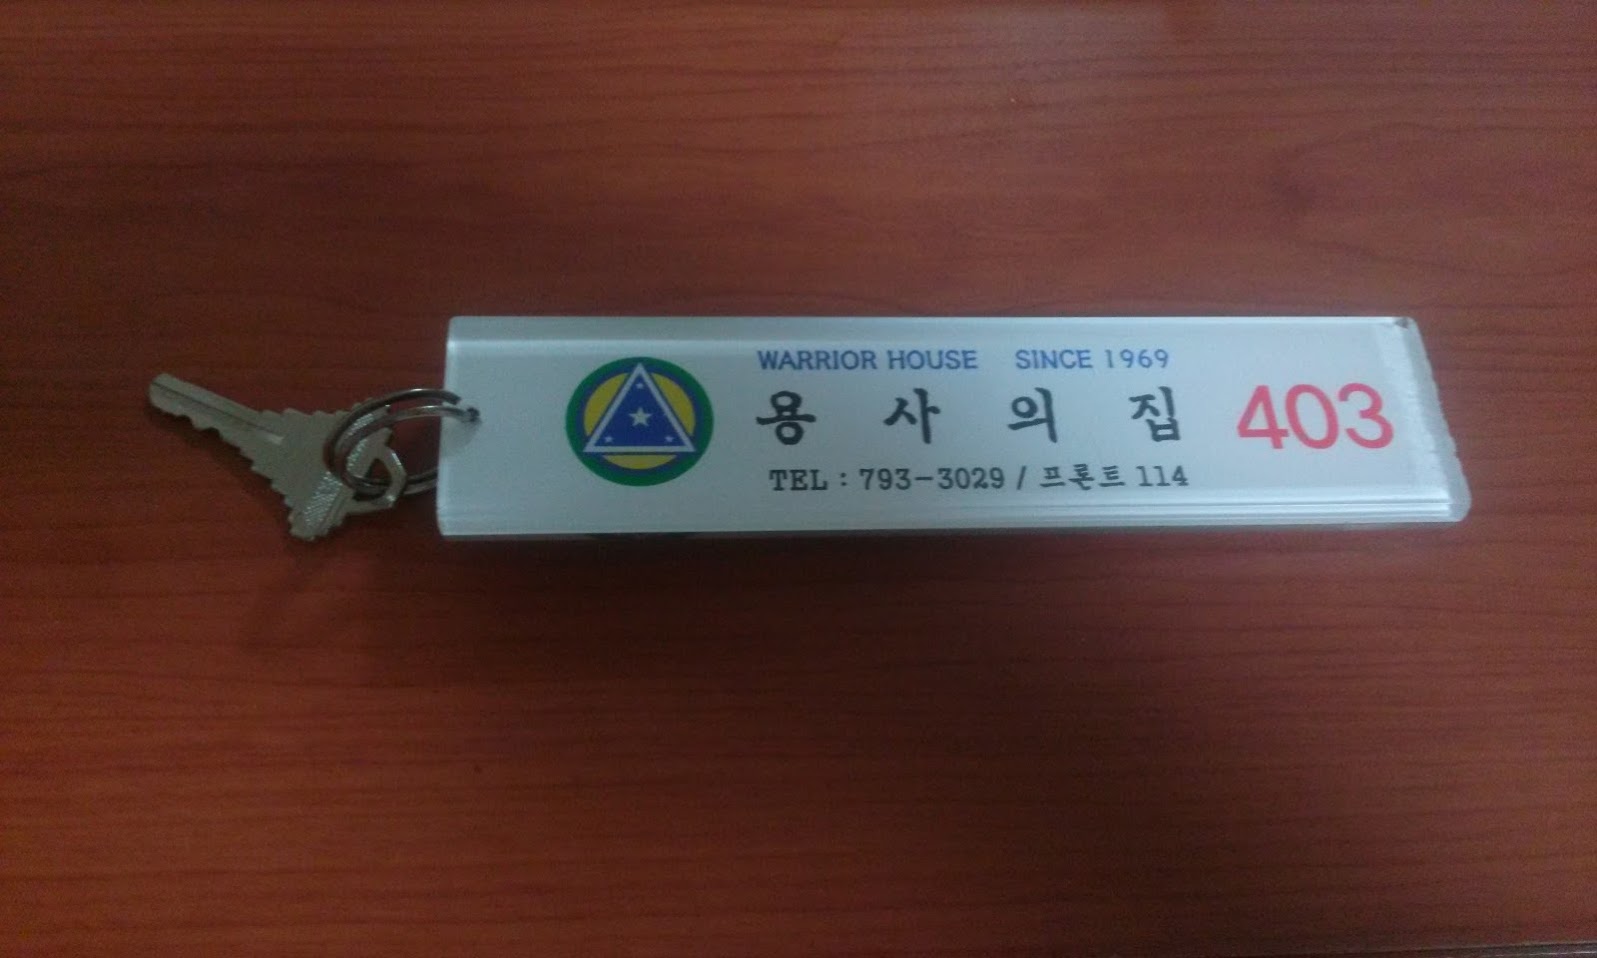 WARRIOR HOUSE SINCE 1969
용사의집 403
TEL : 793-3029 / 프론트 114